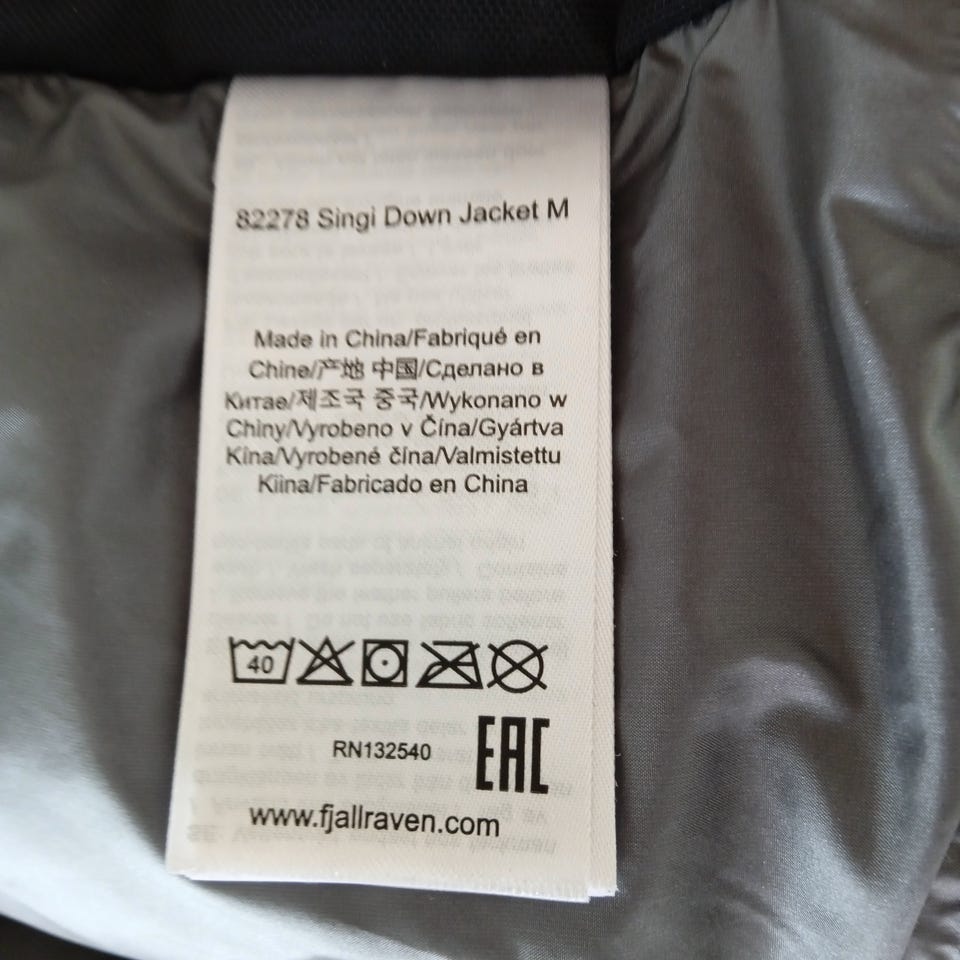 82278 Singi Down Jacket M
Made in China/Fabriqué en
Chine/产地 中国/Сделано в
Китае/제조국 중국/Wykonano w
Chiny/Vyrobeno v Čína/Gyártva
Kína/Vyrobené čína/Valmistettu
Kiina/Fabricado en China
40
RN132540
EAC
www.fjallraven.com